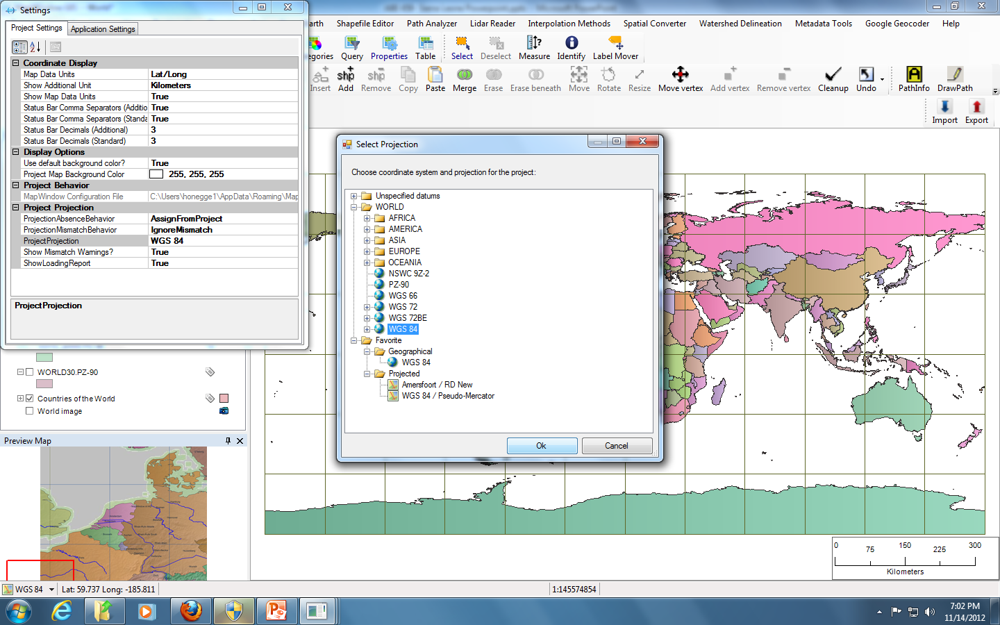 Settings
Project Settings
Application Settings
Coordinate Display
Map Data Units Lat/Long
Show Additional Unit Kilometers
Show Map Data Units True
Status Bar Comma Separators (Additio True
Status Bar Comma Separators (Standa True
Status Bar Decimals (Additional) 3
Status Bar Decimals (Standard) 3
Display Options
Use default background color? True
Project Map Background Color 255, 255, 255
Project Behavior
MapWindow Configuration File C:\Users\honegge1\AppData\Roaming\Map
Project Projection
ProjectionAbsenceBehavior AssignFromProject
ProjectionMismatchBehavior IgnoreMismatch
ProjectProjection WGS 84
Show Mismatch Warnings? True
ShowLoadingReport True
ProjectProjection
arth Shapefile Editor Path Analyzer Lidar Reader Interpolation Methods Spatial Converter Watershed Delineation Metadata Tools Google Geocoder Help
egories Query Properties Table Select Deselect Measure Identify Label Mover
Insert Add Remove Copy Paste Merge Erase Erase beneath Move Rotate Resize Move vertex Add vertex Remove vertex Cleanup Undo PathInfo DrawPath
Import Export
Select Projection
Choose coordinate system and projection for the project:
Unspecified datums
WORLD
AFRICA
AMERICA
ASIA
EUROPE
OCEANIA
NSWC 9Z-2
PZ-90
WGS 66
WGS 72
WGS 72BE
WGS 84
Favorite
Geographical
WGS 84
Projected
Amersfoort / RD New
WGS 84 / Pseudo-Mercator
Ok
Cancel
WORLD30.PZ-90
Countries of the World
World image
Preview Map
0 75 150 225 300
Kilometers
WGS 84 Lat: 59.737 Long: -185.811 1:145574854
7:02 PM
11/14/2012